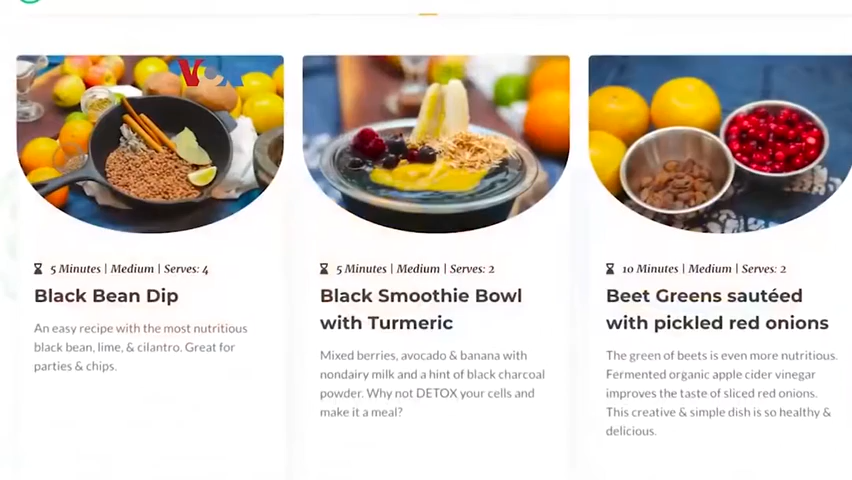 VOA
5 Minutes | Medium | Serves: 4
Black Bean Dip
An easy recipe with the most nutritious
black bean, lime, & cilantro. Great for
parties & chips.
5 Minutes | Medium | Serves: 2
Black Smoothie Bowl
with Turmeric
Mixed berries, avocado & banana with
nondairy milk and a hint of black charcoal
powder. Why not DETOX your cells and
make it a meal?
10 Minutes | Medium | Serves: 2
Beet Greens sautéed
with pickled red onions
The green of beets is even more nutritious.
Fermented organic apple cider vinegar
improves the taste of sliced red onions.
This creative & simple dish is so healthy &
delicious.